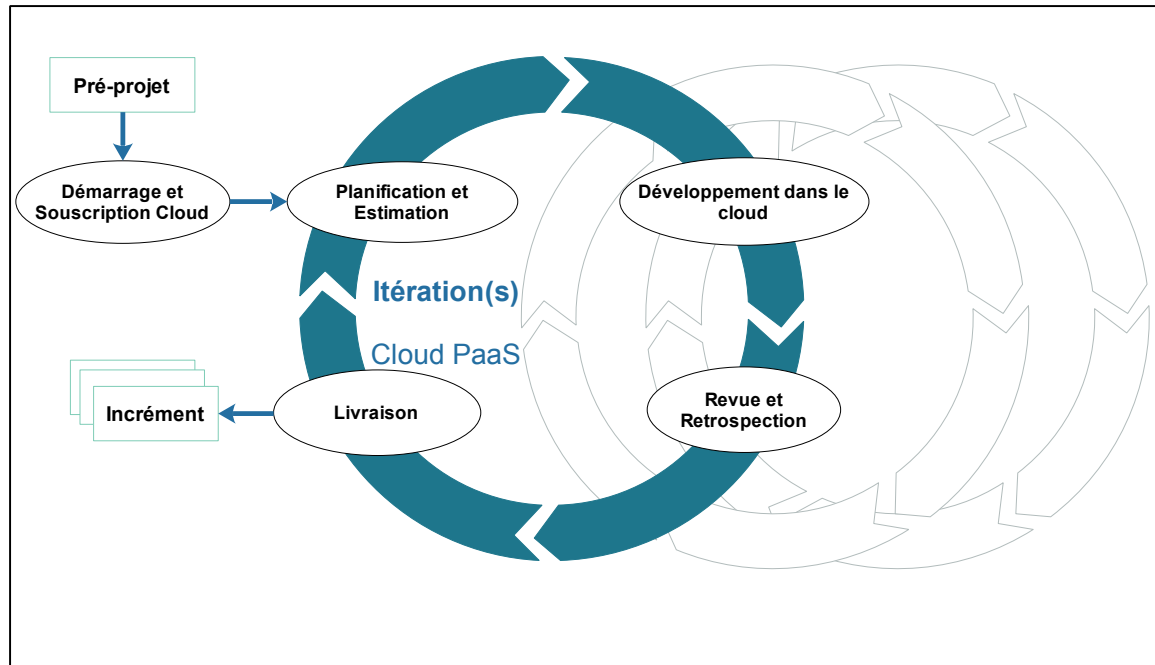 Pré-projet
Démarrage et
Souscription Cloud
Planification et
Estimation
Développement dans le
cloud
Itération(s)
Cloud PaaS
Incrément
Livraison
Revue et
Retrospection